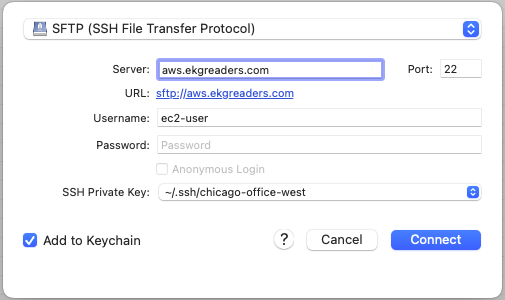 SFTP (SSH File Transfer Protocol)
Server: aws.ekgreaders.com Port: 22
URL: sftp://aws.ekgreaders.com
Username: ec2-user
Password: Password
Anonymous Login
SSH Private Key: ~/.ssh/chicago-office-west
Add to Keychain ? Cancel Connect